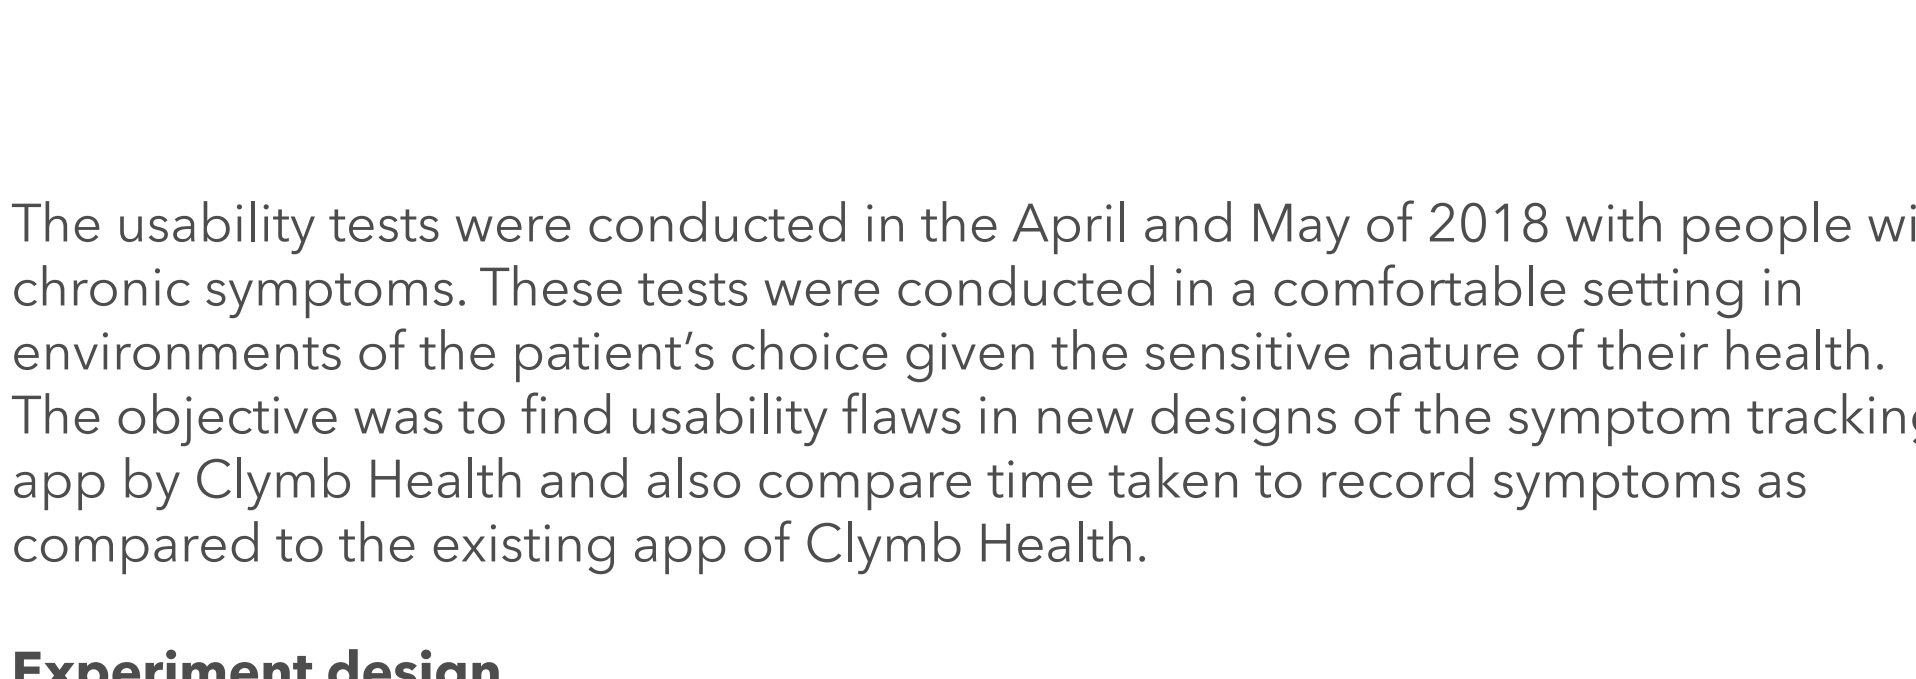 The usability tests were conducted in the April and May of 2018 with people wi
chronic symptoms. These tests were conducted in a comfortable setting in
environments of the patient’s choice given the sensitive nature of their health.
The objective was to find usability flaws in new designs of the symptom tracking
app by Clymb Health and also compare time taken to record symptoms as
compared to the existing app of Clymb Health.
Experiment design